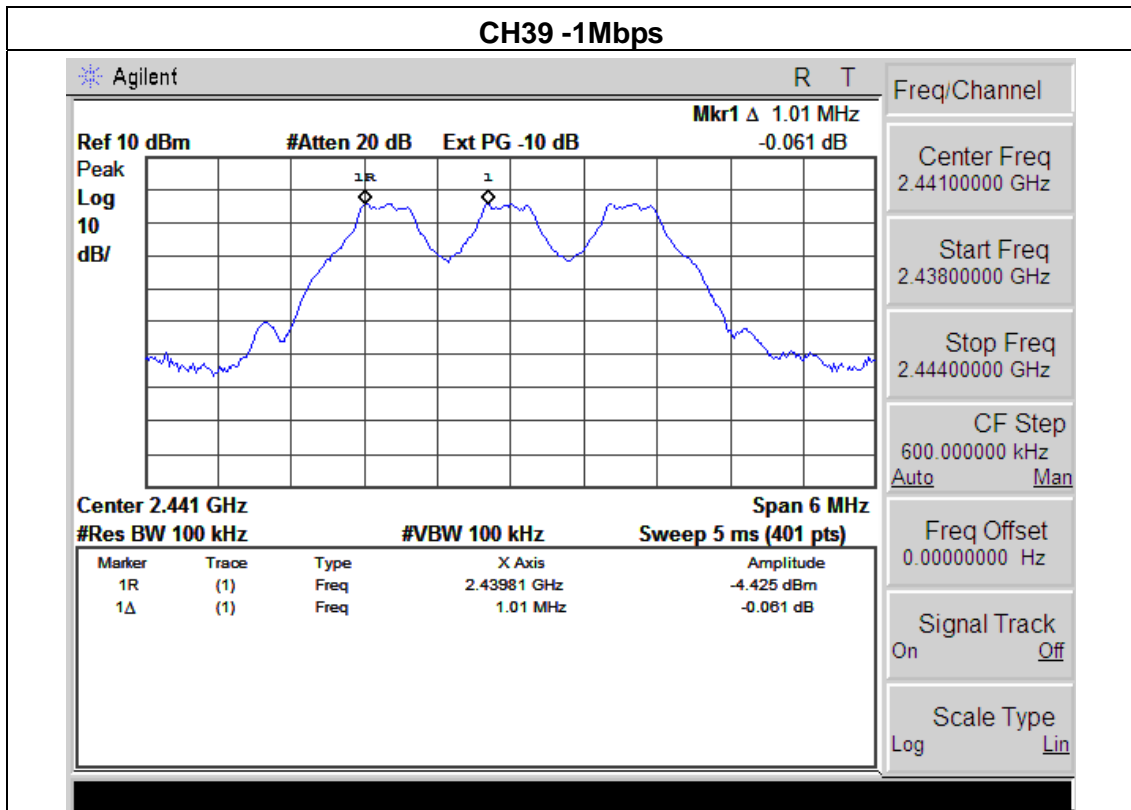 CH39 -1Mbps
Agilent R T
Mkr1 Δ 1.01 MHz
Ref 10 dBm #Atten 20 dB Ext PG -10 dB -0.061 dB
Peak
Log
10
dB/
1R 1
Center 2.441 GHz Span 6 MHz
#Res BW 100 kHz #VBW 100 kHz Sweep 5 ms (401 pts)
Marker Trace Type X Axis Amplitude
1R (1) Freq 2.43981 GHz -4.425 dBm
1Δ (1) Freq 1.01 MHz -0.061 dB
Freq/Channel
Center Freq
2.44100000 GHz
Start Freq
2.43800000 GHz
Stop Freq
2.44400000 GHz
CF Step
600.000000 kHz
Auto Man
Freq Offset
0.00000000 Hz
Signal Track
On Off
Scale Type
Log Lin